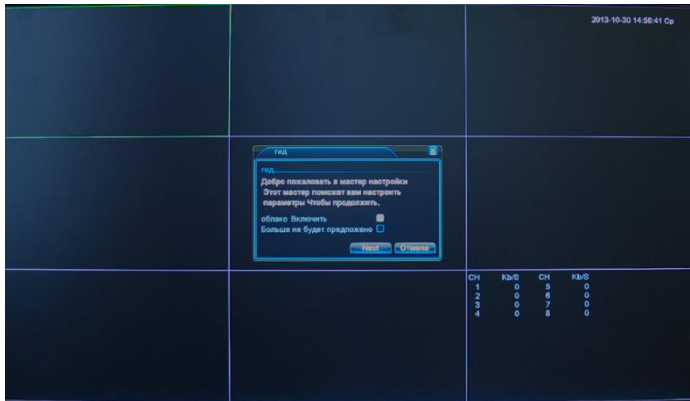 2013-10-30 14:56:41 Ср
гид
гид
Добро пожаловать в мастер настройки
Этот мастер поможет вам настроить
параметры Чтобы продолжить.
облако Включить
Больше не будет предложено
Next Отмена
CH Kb/S CH Kb/S
1 0 5 0
2 0 6 0
3 0 7 0
4 0 8 0